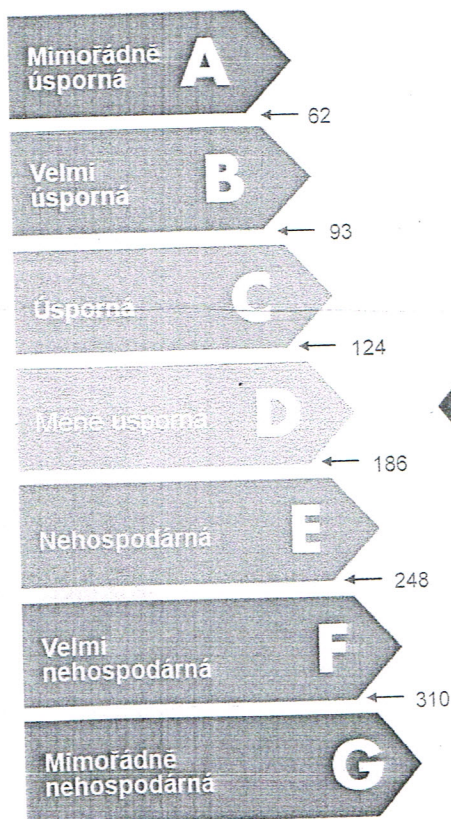 Mimořádně
úsporná
A
62
Velmi
úsporná
B
93
Úsporná
C
124
Méně úsporná
D
186
Nehospodárná
E
248
Velmi
nehospodárná
F
310
Mimořádně
nehospodárná
G